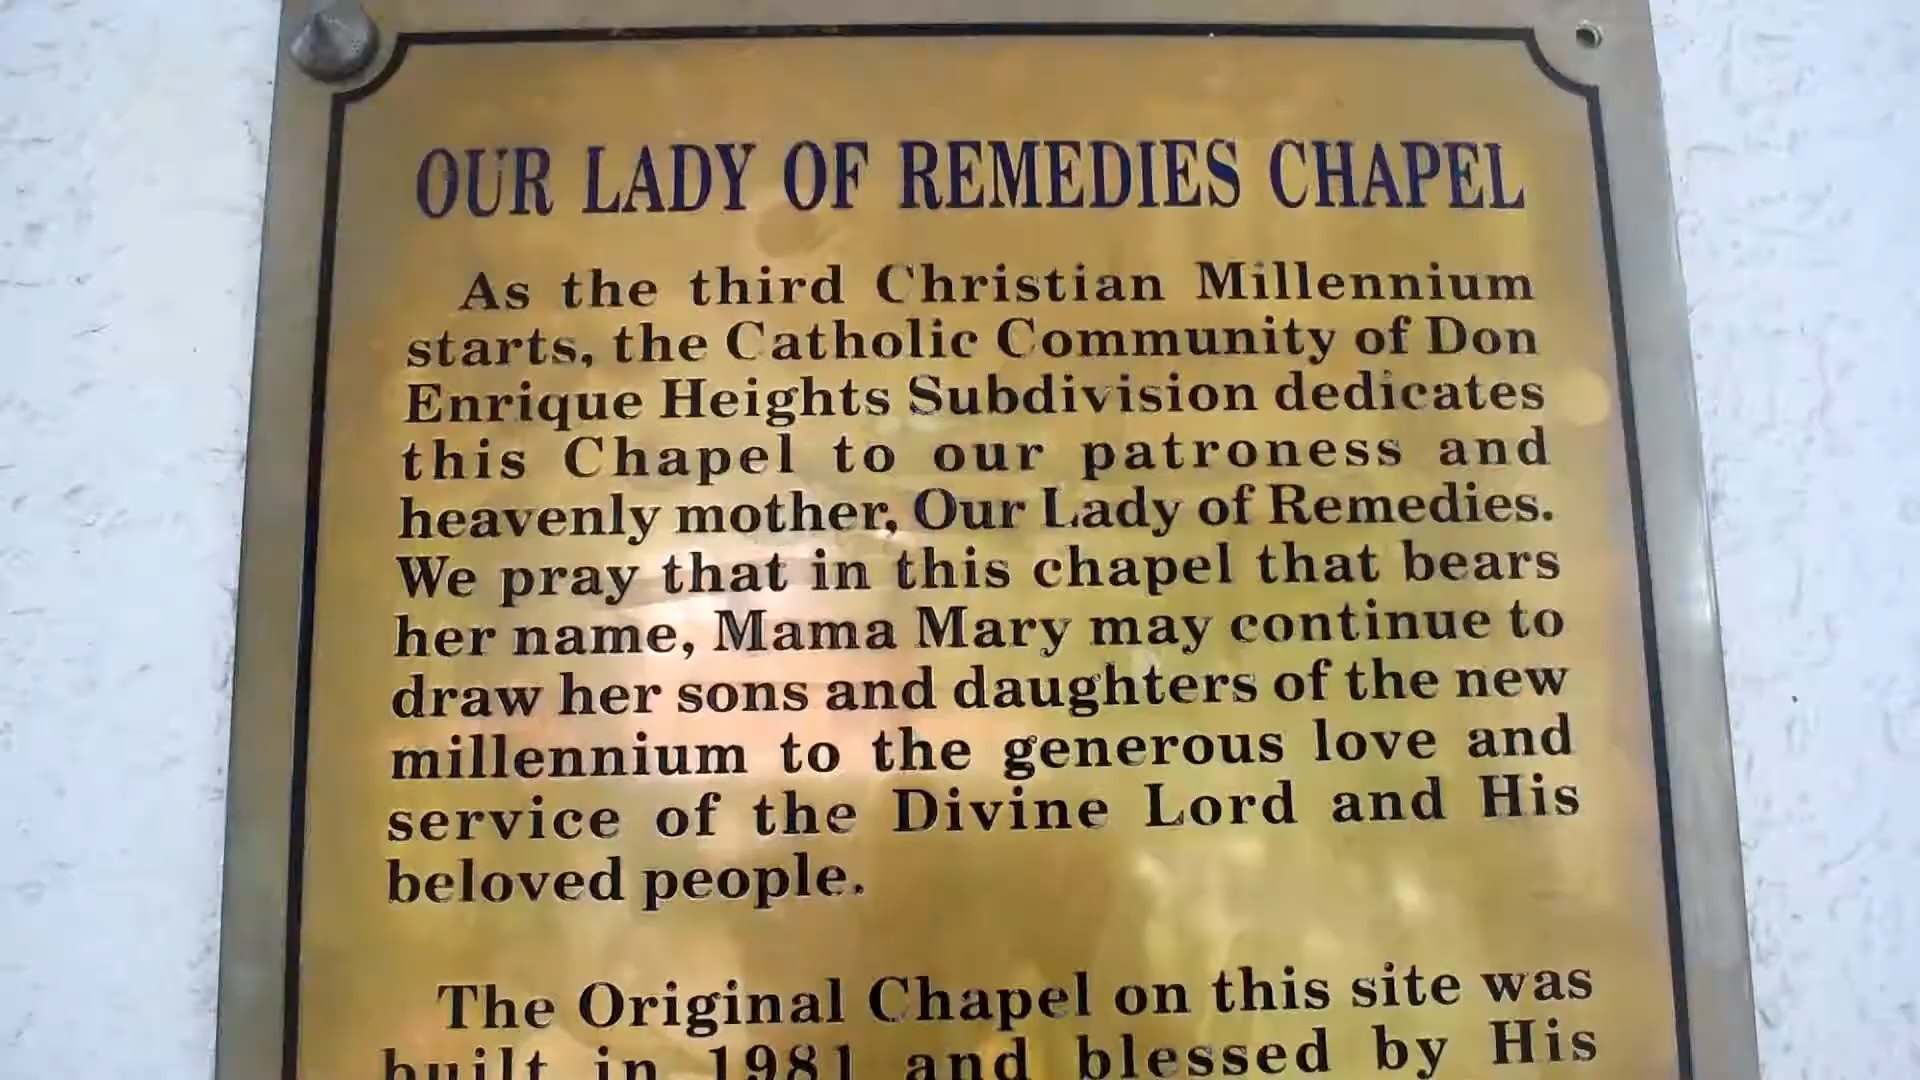 OUR LADY OF REMEDIES CHAPEL
As the third Christian Millennium
starts, the Catholic Community of Don
Enrique Heights Subdivision dedicates
this Chapel to our patroness and
heavenly mother, Our Lady of Remedies.
We pray that in this chapel that bears
her name, Mama Mary may continue to
draw her sons and daughters of the new
millennium to the generous love and
service of the Divine Lord and His
beloved people.
The Original Chapel on this site was
built in 1981 and blessed by His